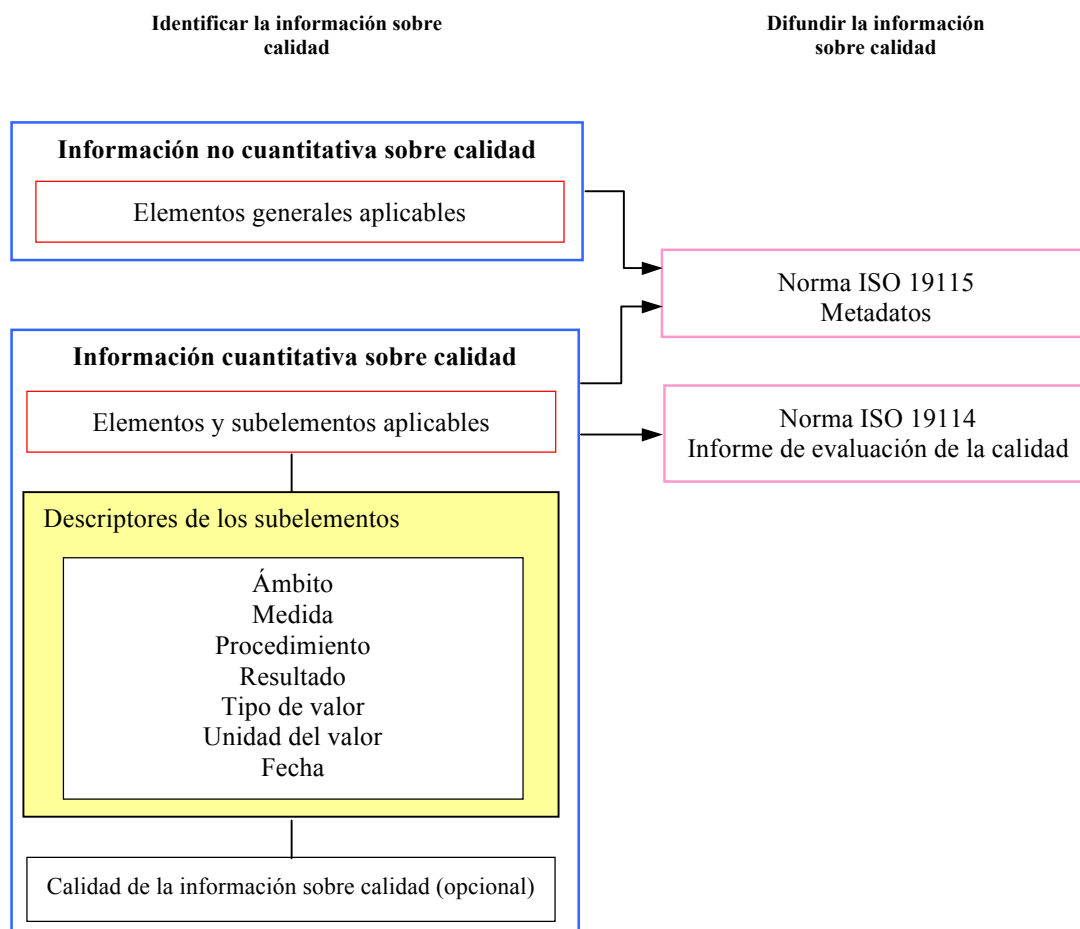 Identificar la información sobre
calidad
Difundir la información
sobre calidad
Información no cuantitativa sobre calidad
Elementos generales aplicables
Norma ISO 19115
Metadatos
Información cuantitativa sobre calidad
Elementos y subelementos aplicables
Norma ISO 19114
Informe de evaluación de la calidad
Descriptores de los subelementos
Ámbito
Medida
Procedimiento
Resultado
Tipo de valor
Unidad del valor
Fecha
Calidad de la información sobre calidad (opcional)